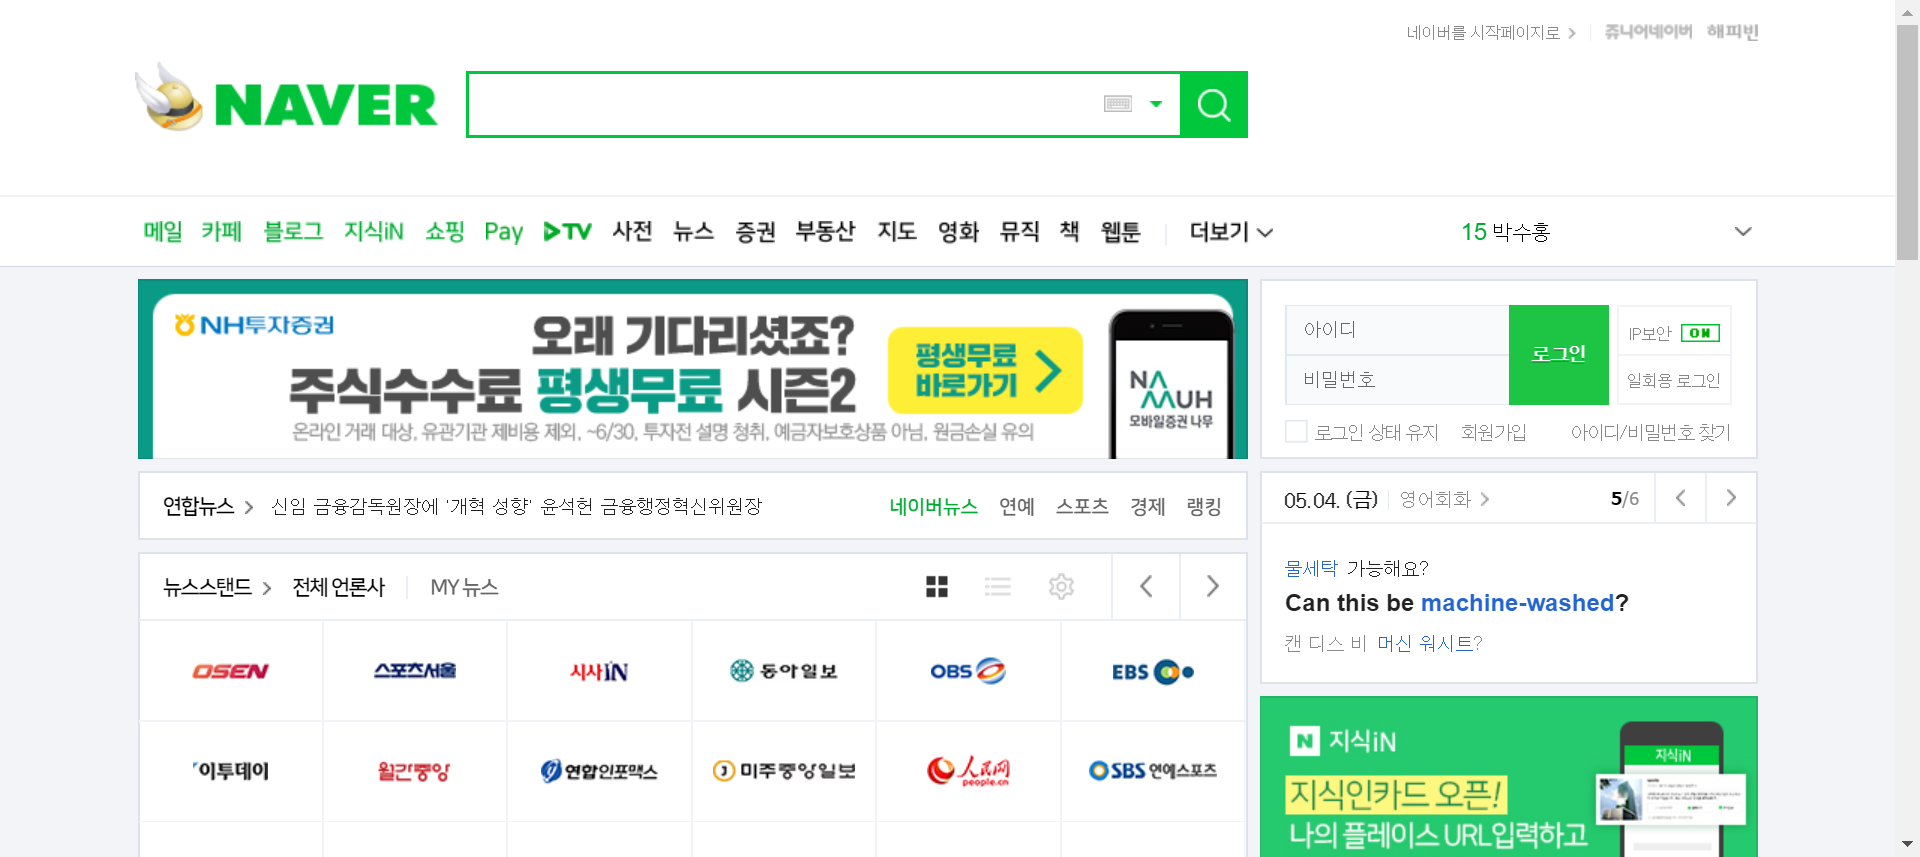 네이버를 시작페이지로 쥬니어네이버 해피빈
NAVER
메일 카페 블로그 지식iN 쇼핑 Pay TV 사전 뉴스 증권 부동산 지도 영화 뮤직 책 웹툰 더보기 15 박수홍
NH투자증권
오래 기다리셨죠?
주식수수료 평생무료 시즌2
온라인 거래 대상, 유관기관 제비용 제외, ~6/30, 투자전 설명 청취, 예금자보호상품 아님, 원금손실 유의
평생무료
바로가기
NAMUH
모바일증권 나무
아이디
비밀번호
로그인
IP보안 ON
일회용 로그인
로그인 상태 유지 회원가입 아이디/비밀번호 찾기
연합뉴스 신임 금융감독원장에 '개혁 성향' 윤석헌 금융행정혁신위원장 네이버뉴스 연예 스포츠 경제 랭킹
05.04. (금) 영어회화 5/6
물세탁 가능해요?
Can this be machine-washed?
캔 디스 비 머신 워시트?
뉴스스탠드 전체 언론사 MY 뉴스
OSEN 스포츠서울 시사iN 동아일보 OBS EBS
이투데이 월간중앙 연합인포맥스 미주중앙일보 人民网 people.cn SBS 연예스포츠
지식iN
지식인카드 오픈!
나의 플레이스 URL입력하고
지식iN